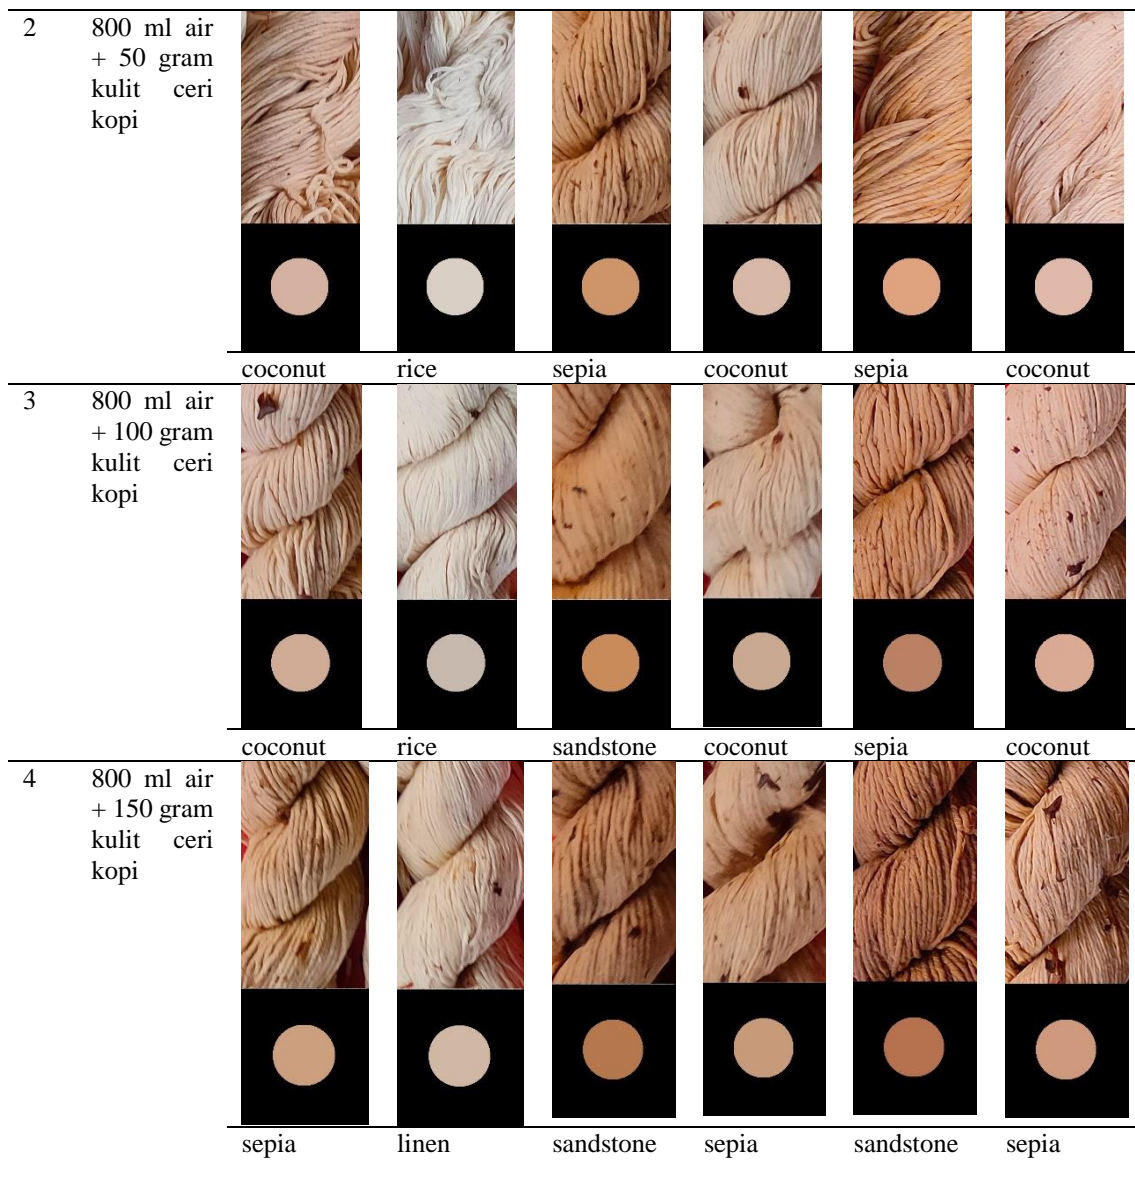 2
800 ml air
+ 50 gram
kulit ceri
kopi
coconut rice sepia coconut sepia coconut
3
800 ml air
+ 100 gram
kulit ceri
kopi
coconut rice sandstone coconut sepia coconut
4
800 ml air
+ 150 gram
kulit ceri
kopi
sepia linen sandstone sepia sandstone sepia